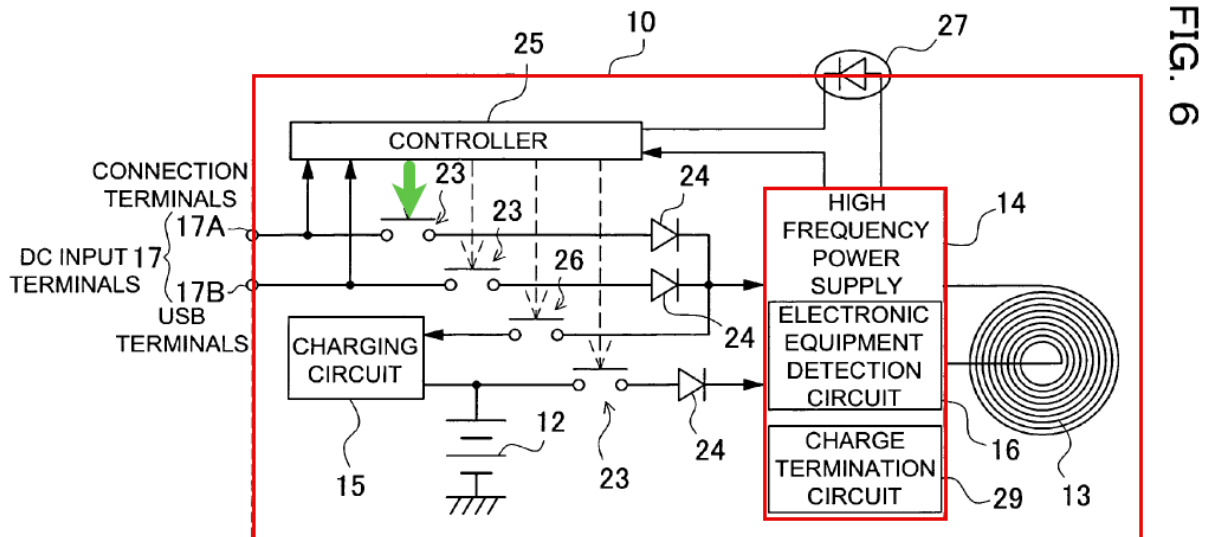 FIG. 6
10
27
25
CONTROLLER
CONNECTION
TERMINALS
17A
23
24
HIGH
FREQUENCY
POWER
SUPPLY
14
DC INPUT 17
TERMINALS
23
26
17B
USB
TERMINALS
24
CHARGING
CIRCUIT
ELECTRONIC
EQUIPMENT
DETECTION
CIRCUIT
15
12
23
24
16
13
CHARGE
TERMINATION
CIRCUIT
29